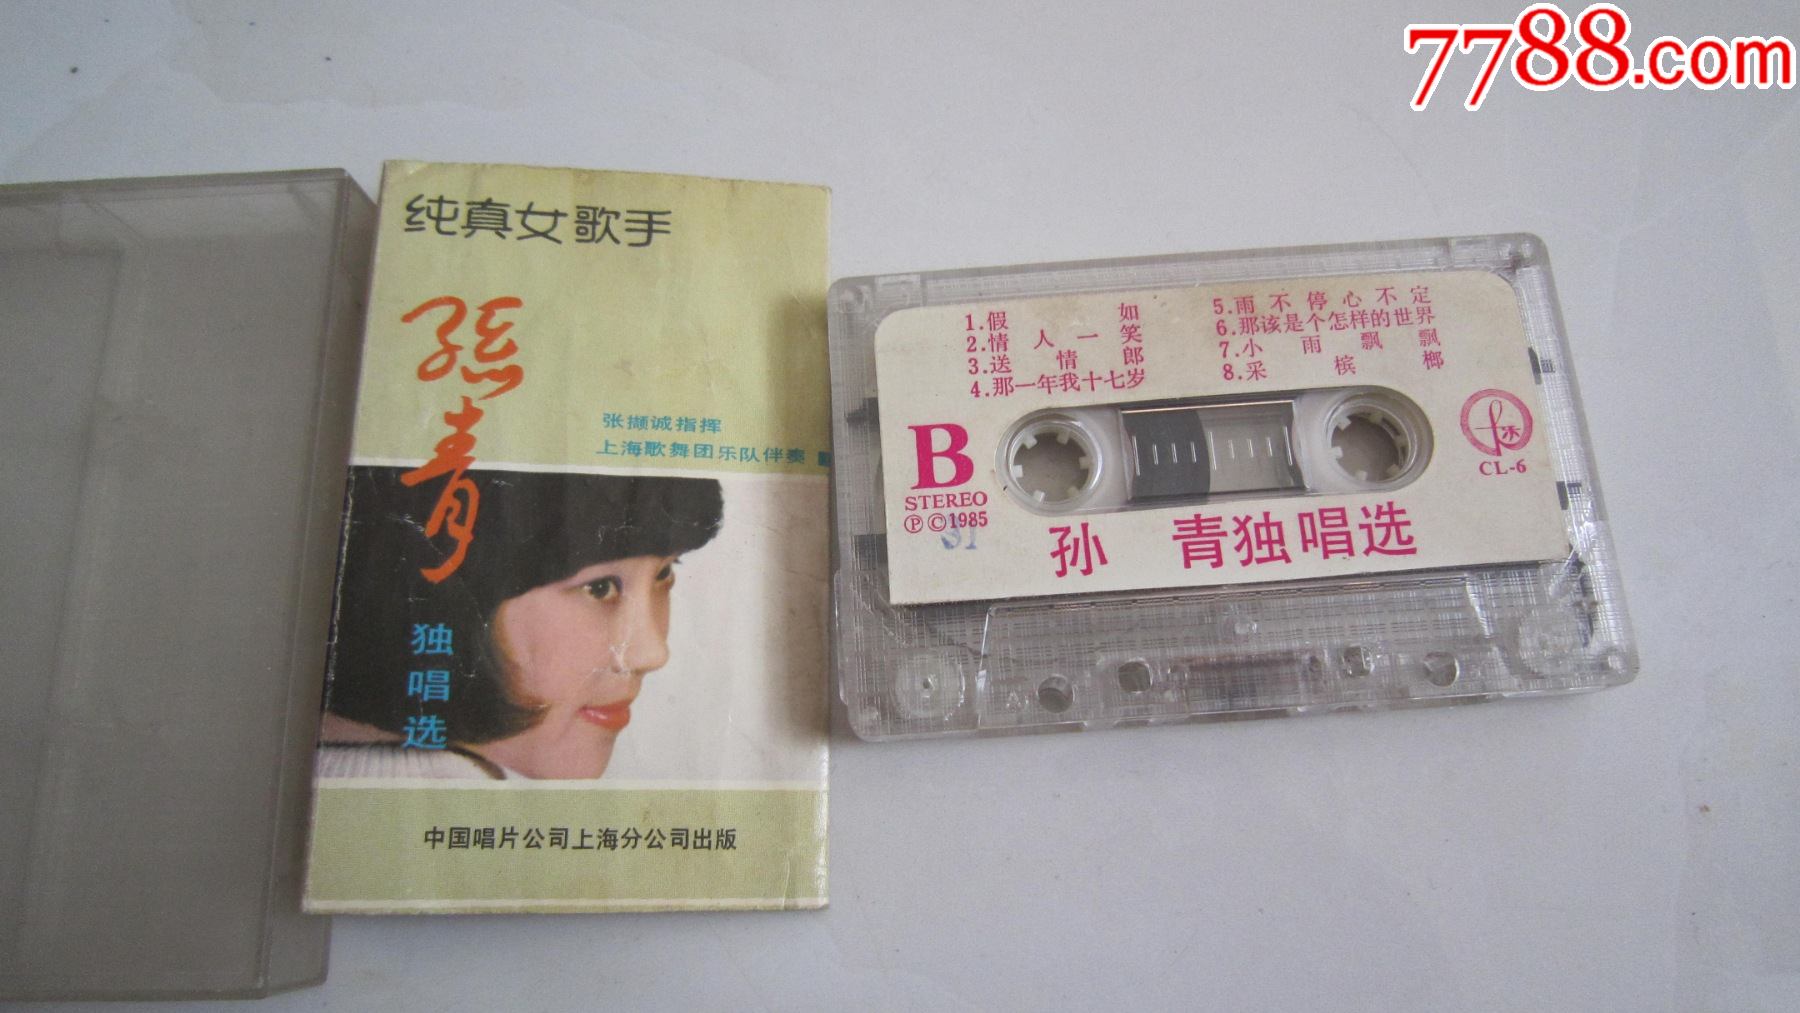 7788.com
纯真女歌手
孙青
张撷诚指挥
上海歌舞团乐队伴奏
独唱选
中国唱片公司上海分公司出版
1.假如
2.情人一笑
3.送情郎
4.那一年我十七岁
5.雨不停心不定
6.那该是个怎样的世界
7.小雨飘飘
8.采槟榔
B
STEREO
ⓅⒸ1985
31
CL-6
孙青独唱选